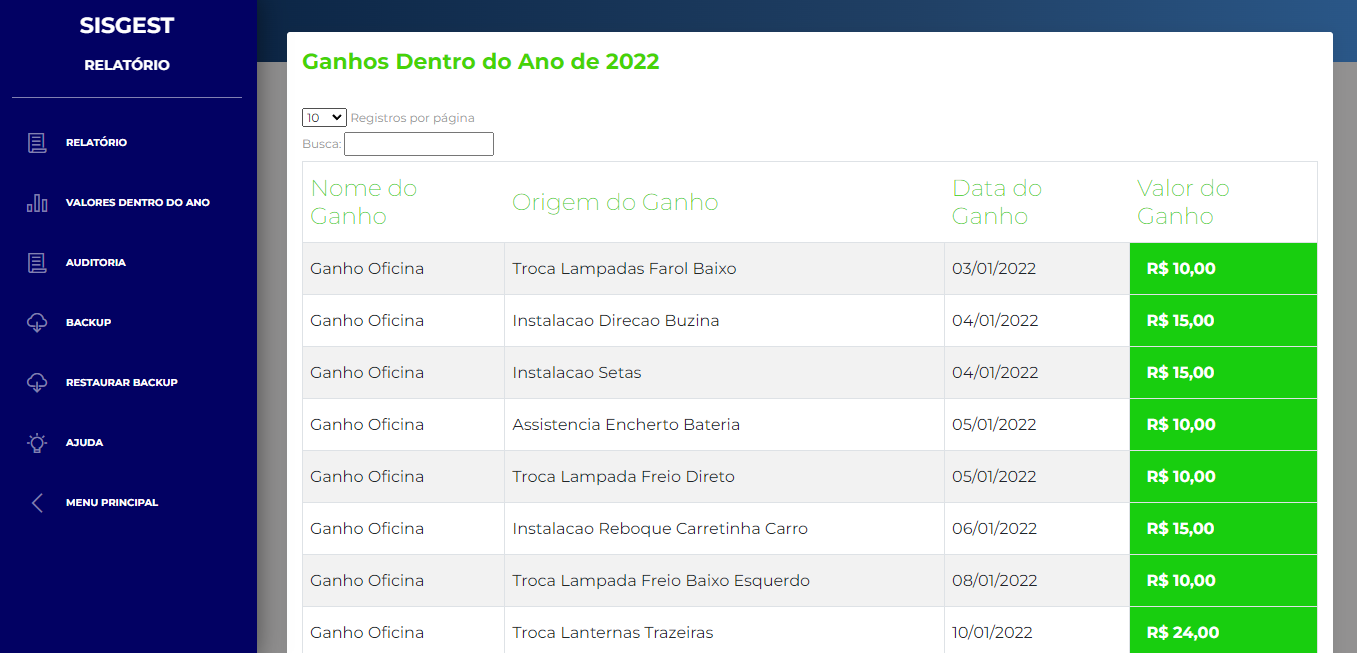 SISGEST
RELATÓRIO
RELATÓRIO
VALORES DENTRO DO ANO
AUDITORIA
BACKUP
RESTAURAR BACKUP
AJUDA
MENU PRINCIPAL
Ganhos Dentro do Ano de 2022
10 Registros por página
Busca:
Nome do Ganho Origem do Ganho Data do Ganho Valor do Ganho
Ganho Oficina Troca Lampadas Farol Baixo 03/01/2022 R$ 10,00
Ganho Oficina Instalacao Direcao Buzina 04/01/2022 R$ 15,00
Ganho Oficina Instalacao Setas 04/01/2022 R$ 15,00
Ganho Oficina Assistencia Encherto Bateria 05/01/2022 R$ 10,00
Ganho Oficina Troca Lampada Freio Direto 05/01/2022 R$ 10,00
Ganho Oficina Instalacao Reboque Carretinha Carro 06/01/2022 R$ 15,00
Ganho Oficina Troca Lampada Freio Baixo Esquerdo 08/01/2022 R$ 10,00
Ganho Oficina Troca Lanternas Trazeiras 10/01/2022 R$ 24,00